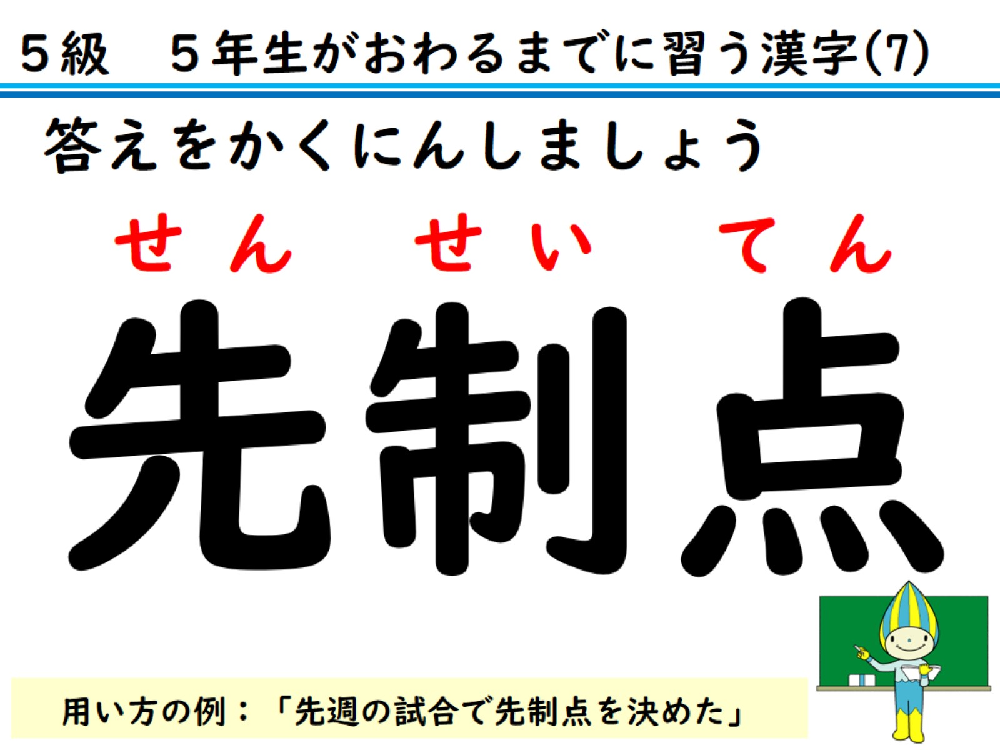 ５級　５年生がおわるまでに習う漢字(7)
答えをかくにんしましょう
せん　せい　てん
先制点
用い方の例：「先週の試合で先制点を決めた」